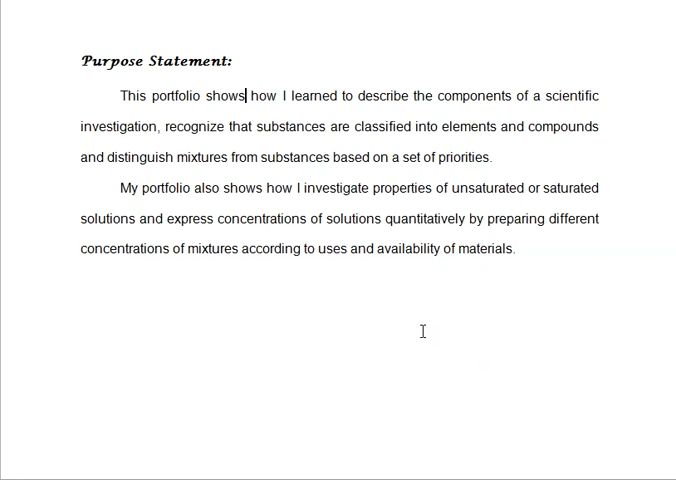 Purpose Statement:
This portfolio shows how I learned to describe the components of a scientific
investigation, recognize that substances are classified into elements and compounds
and distinguish mixtures from substances based on a set of priorities.
My portfolio also shows how I investigate properties of unsaturated or saturated
solutions and express concentrations of solutions quantitatively by preparing different
concentrations of mixtures according to uses and availability of materials.